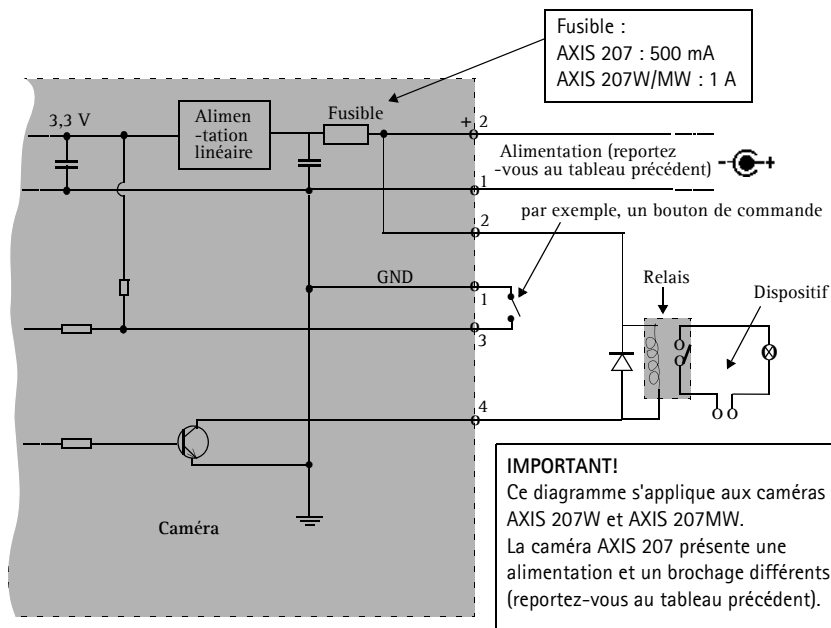 Fusible :
AXIS 207 : 500 mA
AXIS 207W/MW : 1 A
3,3 V
Alimen
-tation
linéaire
Fusible
+ 2
Alimentation (reportez
-vous au tableau précédent)
- +
1
2
par exemple, un bouton de commande
GND
1
3
Relais
Dispositif
4
Caméra
IMPORTANT!
Ce diagramme s'applique aux caméras
AXIS 207W et AXIS 207MW.
La caméra AXIS 207 présente une
alimentation et un brochage différents
(reportez-vous au tableau précédent).